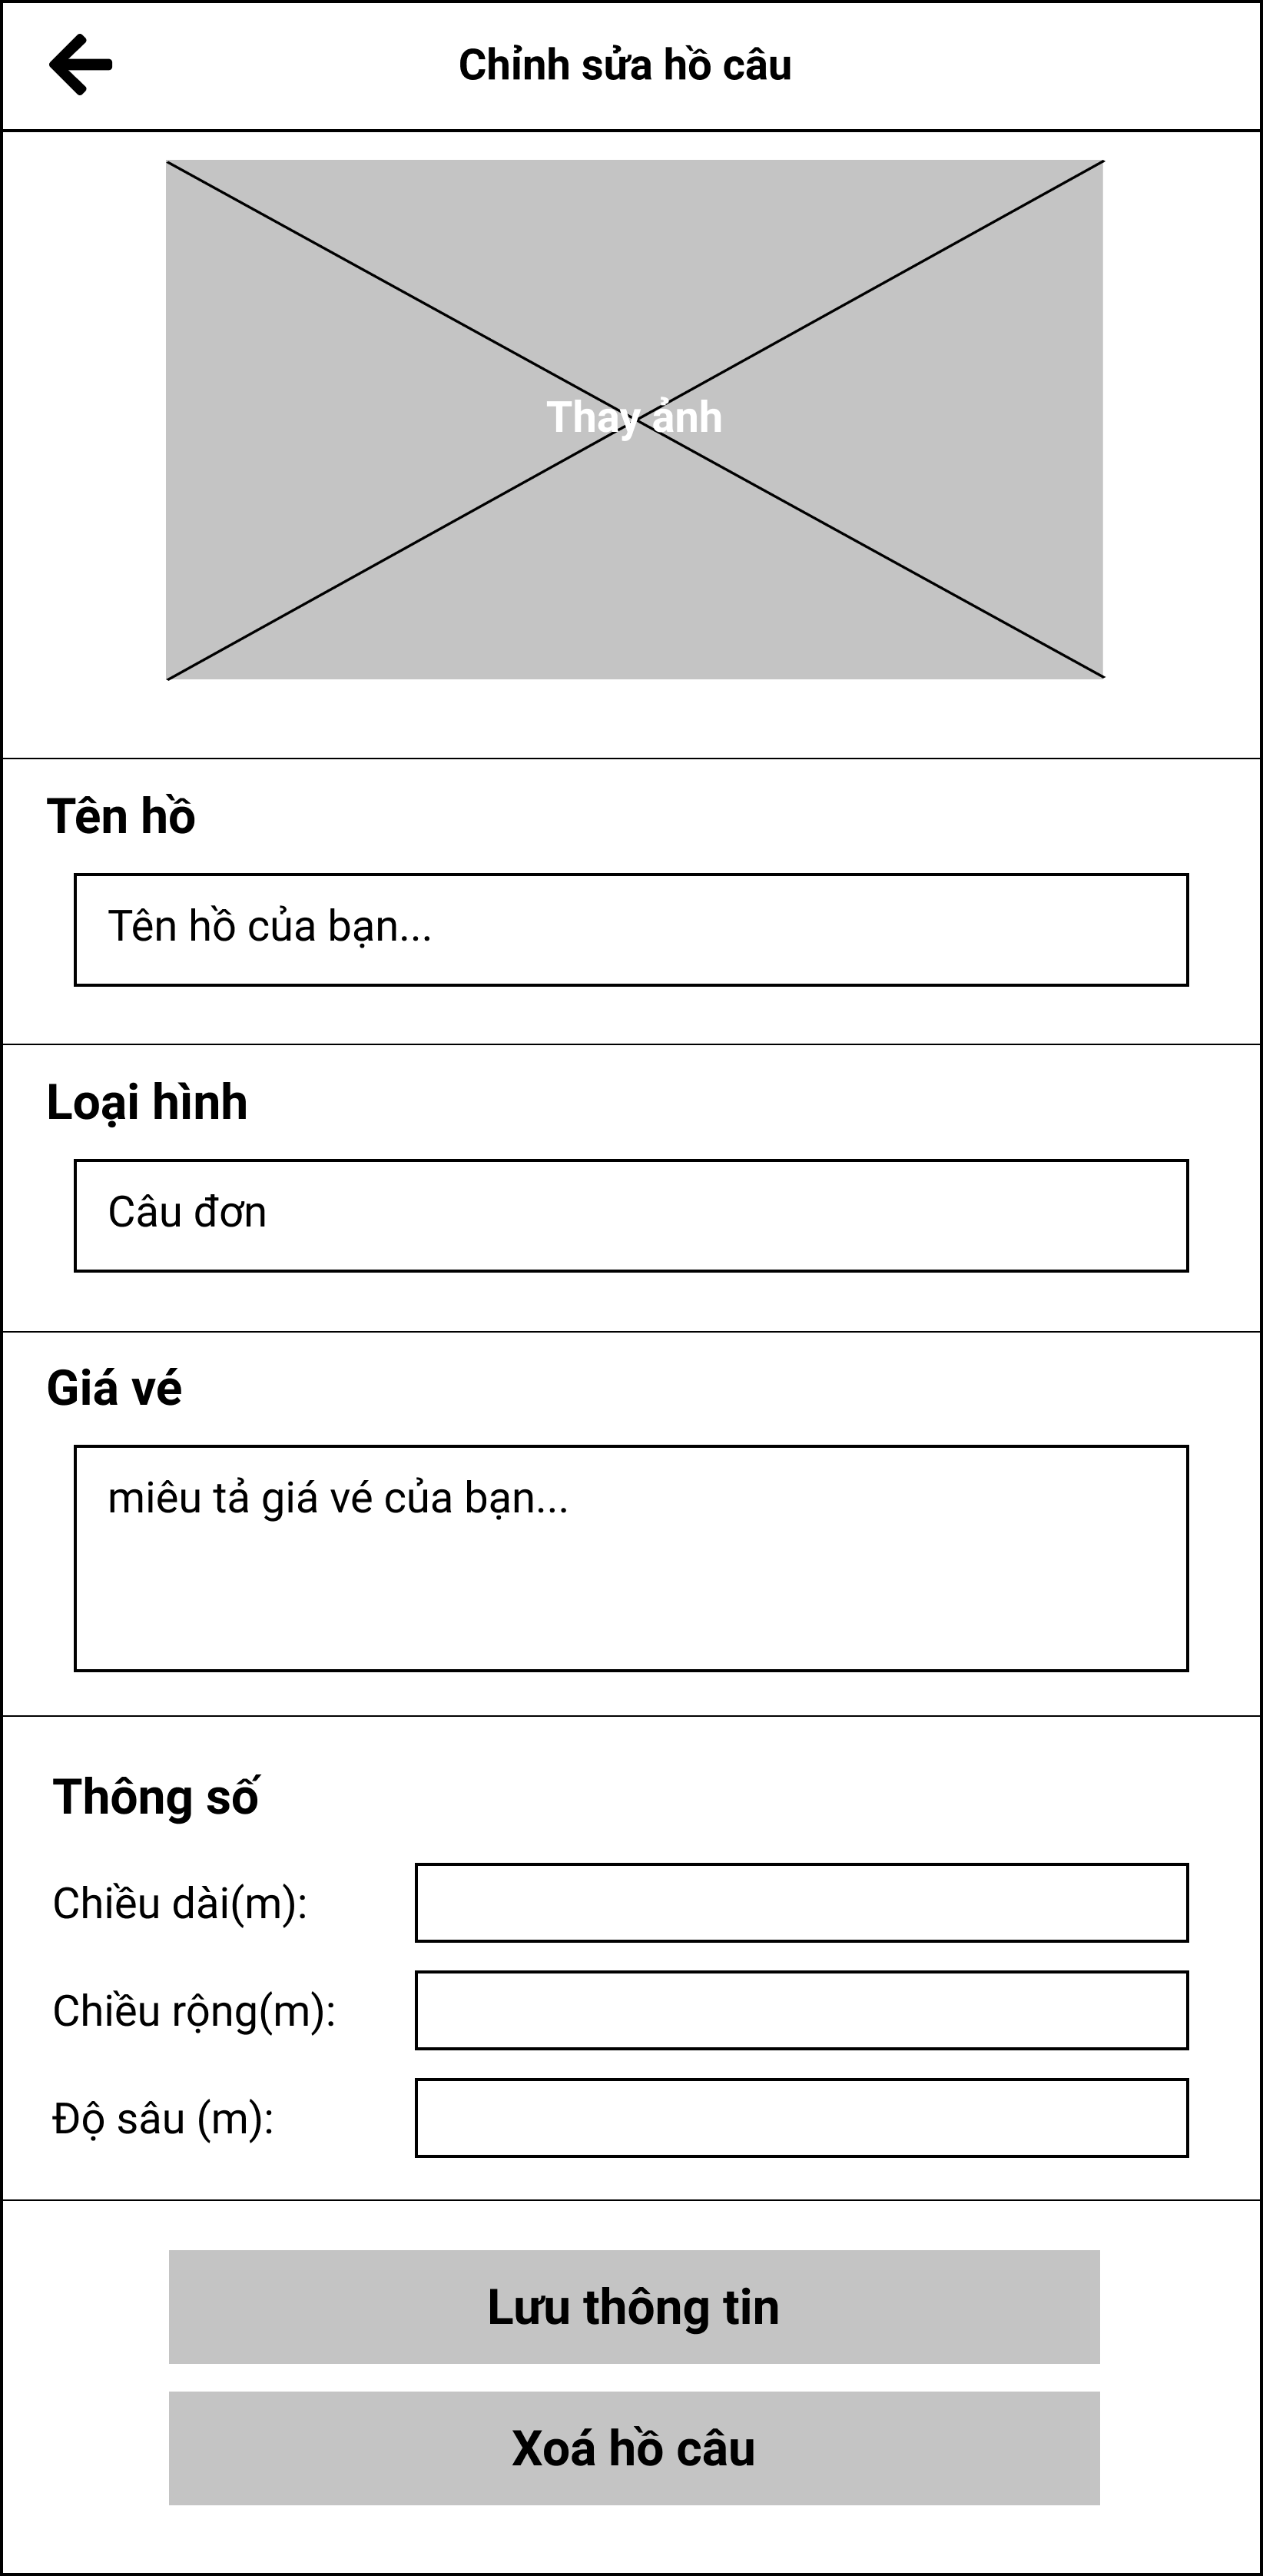 Chỉnh sửa hồ câu
Thay ảnh
Tên hồ
Tên hồ của bạn...
Loại hình
Câu đơn
Giá vé
miêu tả giá vé của bạn...
Thông số
Chiều dài(m):
Chiều rộng(m):
Độ sâu (m):
Lưu thông tin
Xoá hồ câu